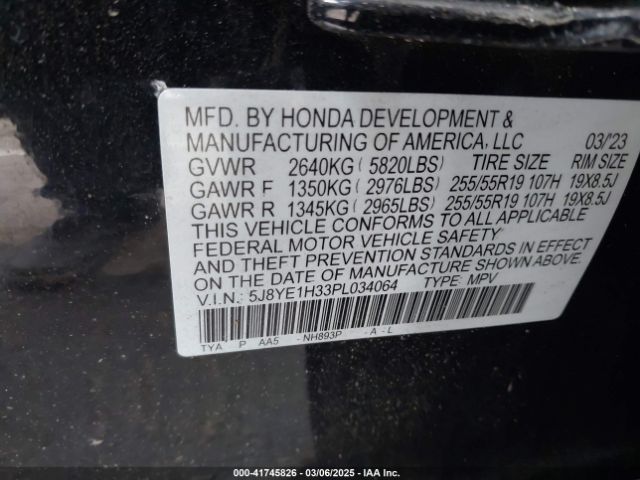 MFD. BY HONDA DEVELOPMENT &
MANUFACTURING OF AMERICA, LLC 03/'23
GVWR 2640KG ( 5820LBS) TIRE SIZE RIM SIZE
GAWR F 1350KG ( 2976LBS) 255/55R19 107H 19X8.5J
GAWR R 1345KG ( 2965LBS) 255/55R19 107H 19X8.5J
THIS VEHICLE CONFORMS TO ALL APPLICABLE
FEDERAL MOTOR VEHICLE SAFETY
AND THEFT PREVENTION STANDARDS IN EFFECT
ON THE DATE OF MANUFACTURE SHOWN ABOVE.
V.I.N.: 5J8YE1H33PL034064 TYPE: MPV
TYA P AA5 -NH893P -A-L
© 41745826 - 03/06/2025 - IAA Inc.